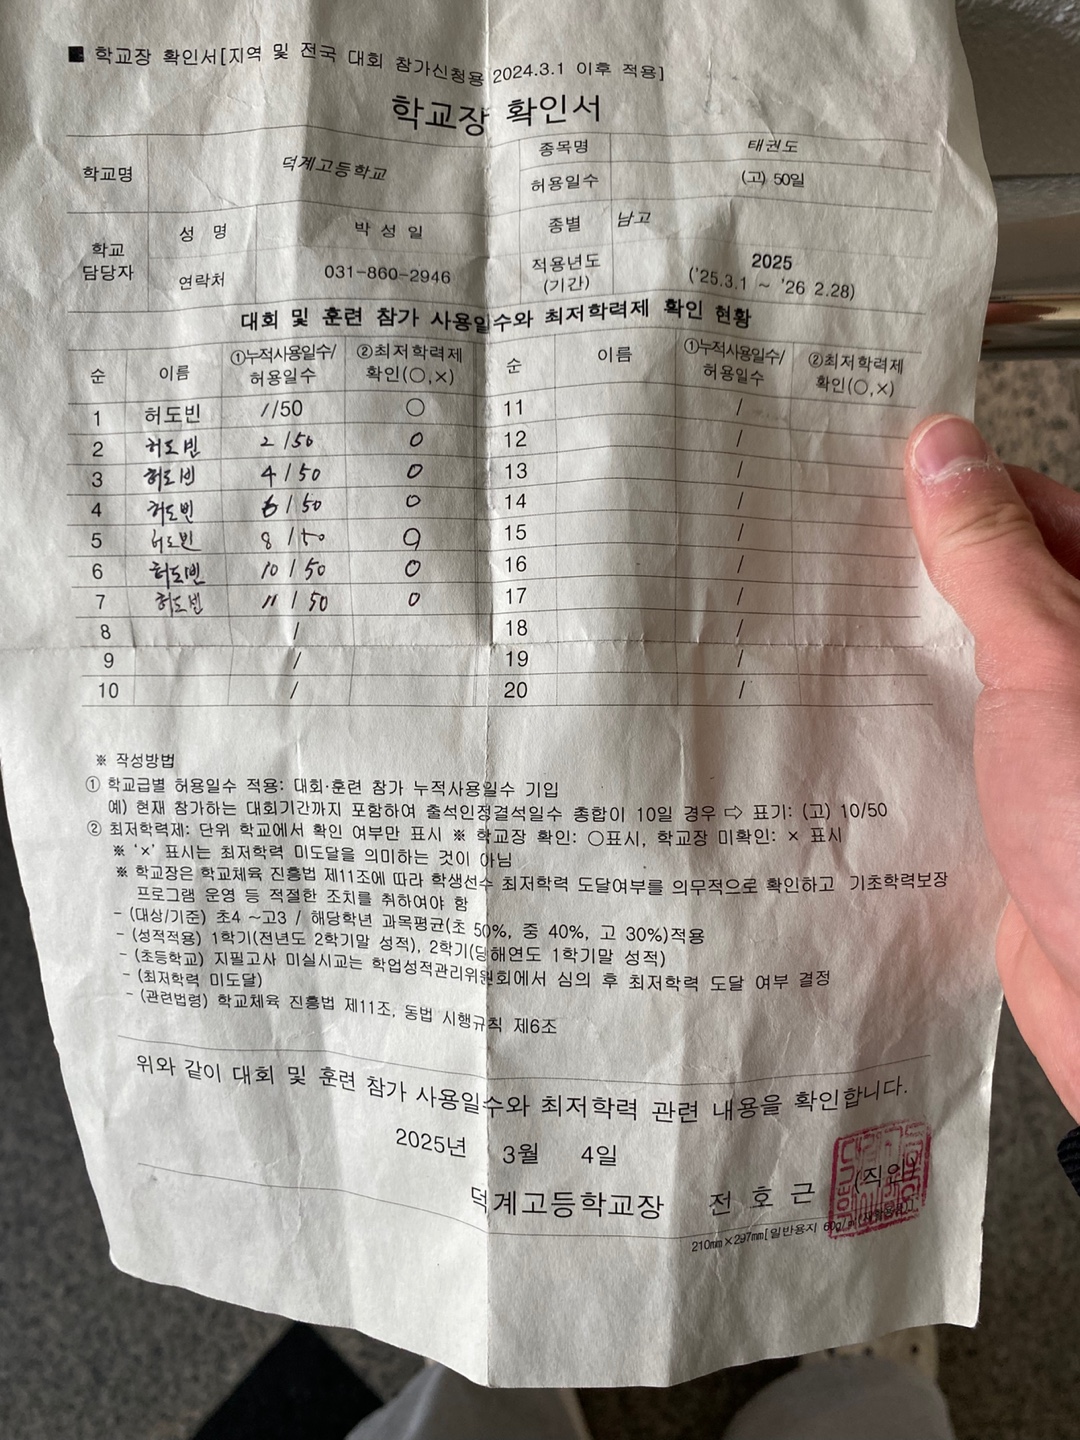 ■ 학교장 확인서[지역 및 전국 대회 참가신청용 2024.3.1 이후 적용]
학교장 확인서
학교명 덕계고등학교 종목명 태권도
허용일수 (고) 50일
학교 담당자 성 명 박 성 일 종별 남고
연락처 031-860-2946 적용년도 (기간) 2025 ('25.3.1 ~ '26 2.28)
대회 및 훈련 참가 사용일수와 최저학력제 확인 현황
순 이름 ①누적사용일수/허용일수 ②최저학력제 확인(○,×) 순 이름 ①누적사용일수/허용일수 ②최저학력제 확인(○,×)
1 허도빈 1/50 ○ 11 /
2 허도빈 2/50 ○ 12 /
3 허도빈 4/50 ○ 13 /
4 허도빈 6/50 ○ 14 /
5 허도빈 8/50 ○ 15 /
6 허도빈 10/50 ○ 16 /
7 허도빈 11/50 ○ 17 /
8 / 18 /
9 / 19 /
10 / 20 /
※ 작성방법
① 학교급별 허용일수 적용: 대회·훈련 참가 누적사용일수 기입
예) 현재 참가하는 대회기간까지 포함하여 출석인정결석일수 총합이 10일 경우 ⇨ 표기: (고) 10/50
② 최저학력제: 단위 학교에서 확인 여부만 표시 ※ 학교장 확인: ○표시, 학교장 미확인: × 표시
※ '×' 표시는 최저학력 미도달을 의미하는 것이 아님
※ 학교장은 학교체육 진흥법 제11조에 따라 학생선수 최저학력 도달여부를 의무적으로 확인하고 기초학력보장
프로그램 운영 등 적절한 조치를 취하여야 함
- (대상/기준) 초4 ~고3 / 해당학년 과목평균(초 50%, 중 40%, 고 30%)적용
- (성적적용) 1학기(전년도 2학기말 성적), 2학기(당해연도 1학기말 성적)
- (초등학교) 지필고사 미실시교는 학업성적관리위원회에서 심의 후 최저학력 도달 여부 결정
- (최저학력 미도달)
- (관련법령) 학교체육 진흥법 제11조, 동법 시행규칙 제6조
위와 같이 대회 및 훈련 참가 사용일수와 최저학력 관련 내용을 확인합니다.
2025년 3월 4일
덕계고등학교장 전 호 근 (직인)
210㎜×297㎜[일반용지 60g/㎡